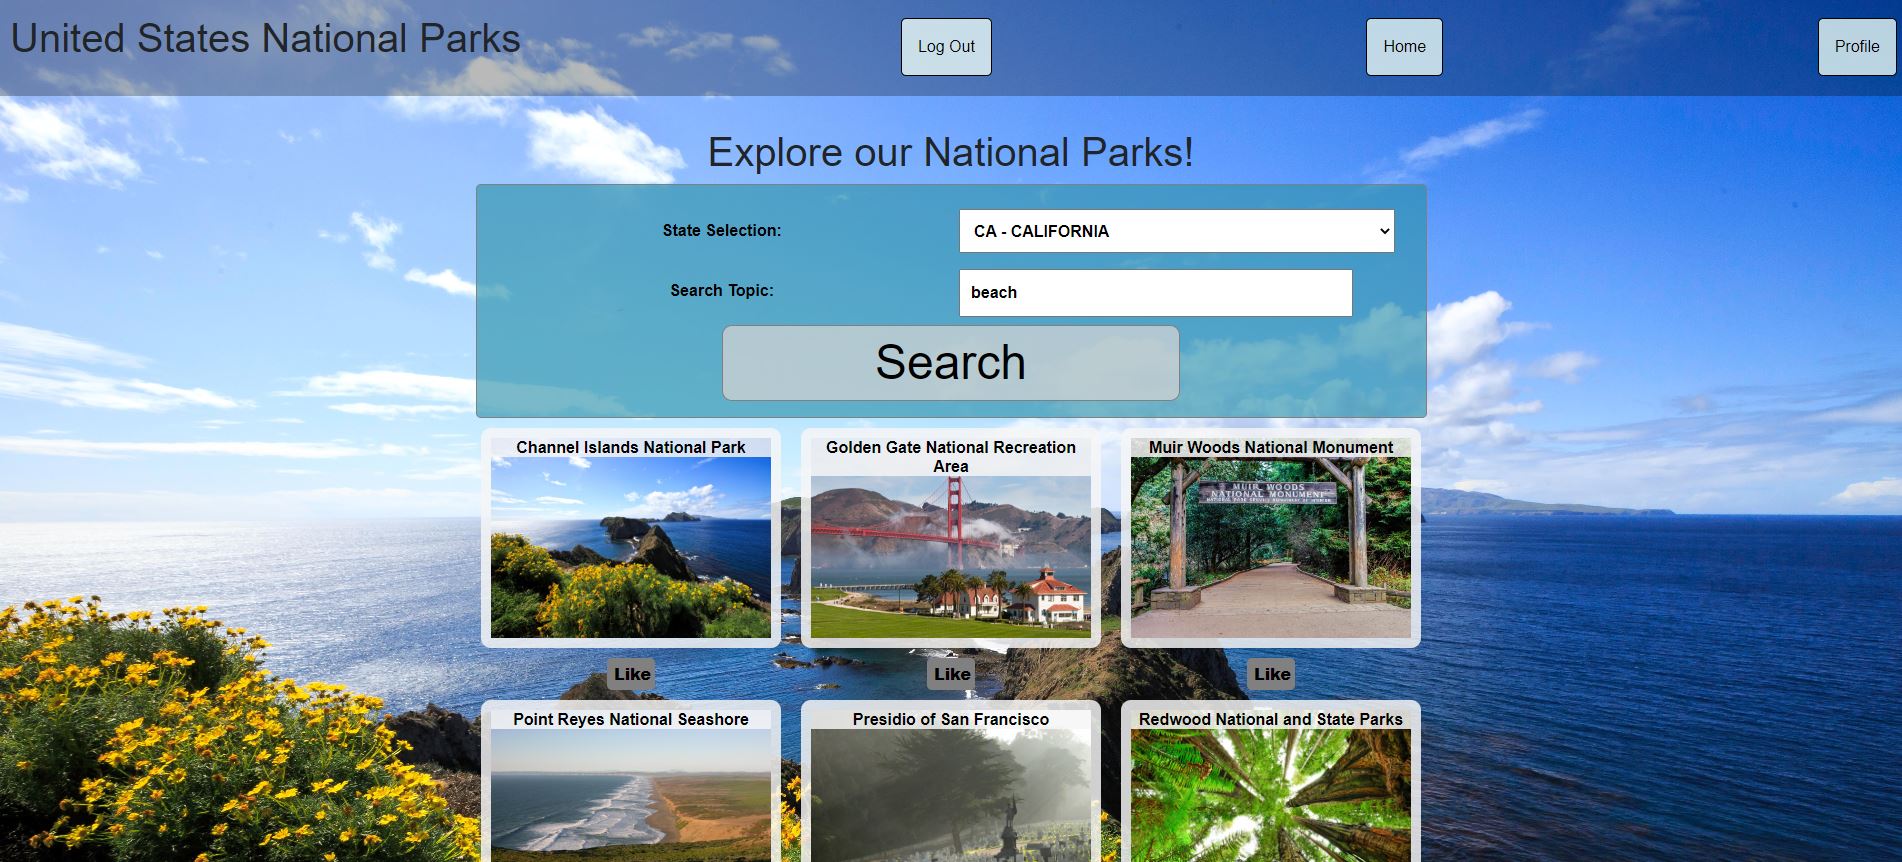 United States National Parks
Log Out
Home
Profile
Explore our National Parks!
State Selection:
CA - CALIFORNIA
Search Topic:
beach
Search
Channel Islands National Park
Golden Gate National Recreation
Area
Muir Woods National Monument
MUIR WOODS
NATIONAL MONUMENT
Like
Like
Like
Point Reyes National Seashore
Presidio of San Francisco
Redwood National and State Parks